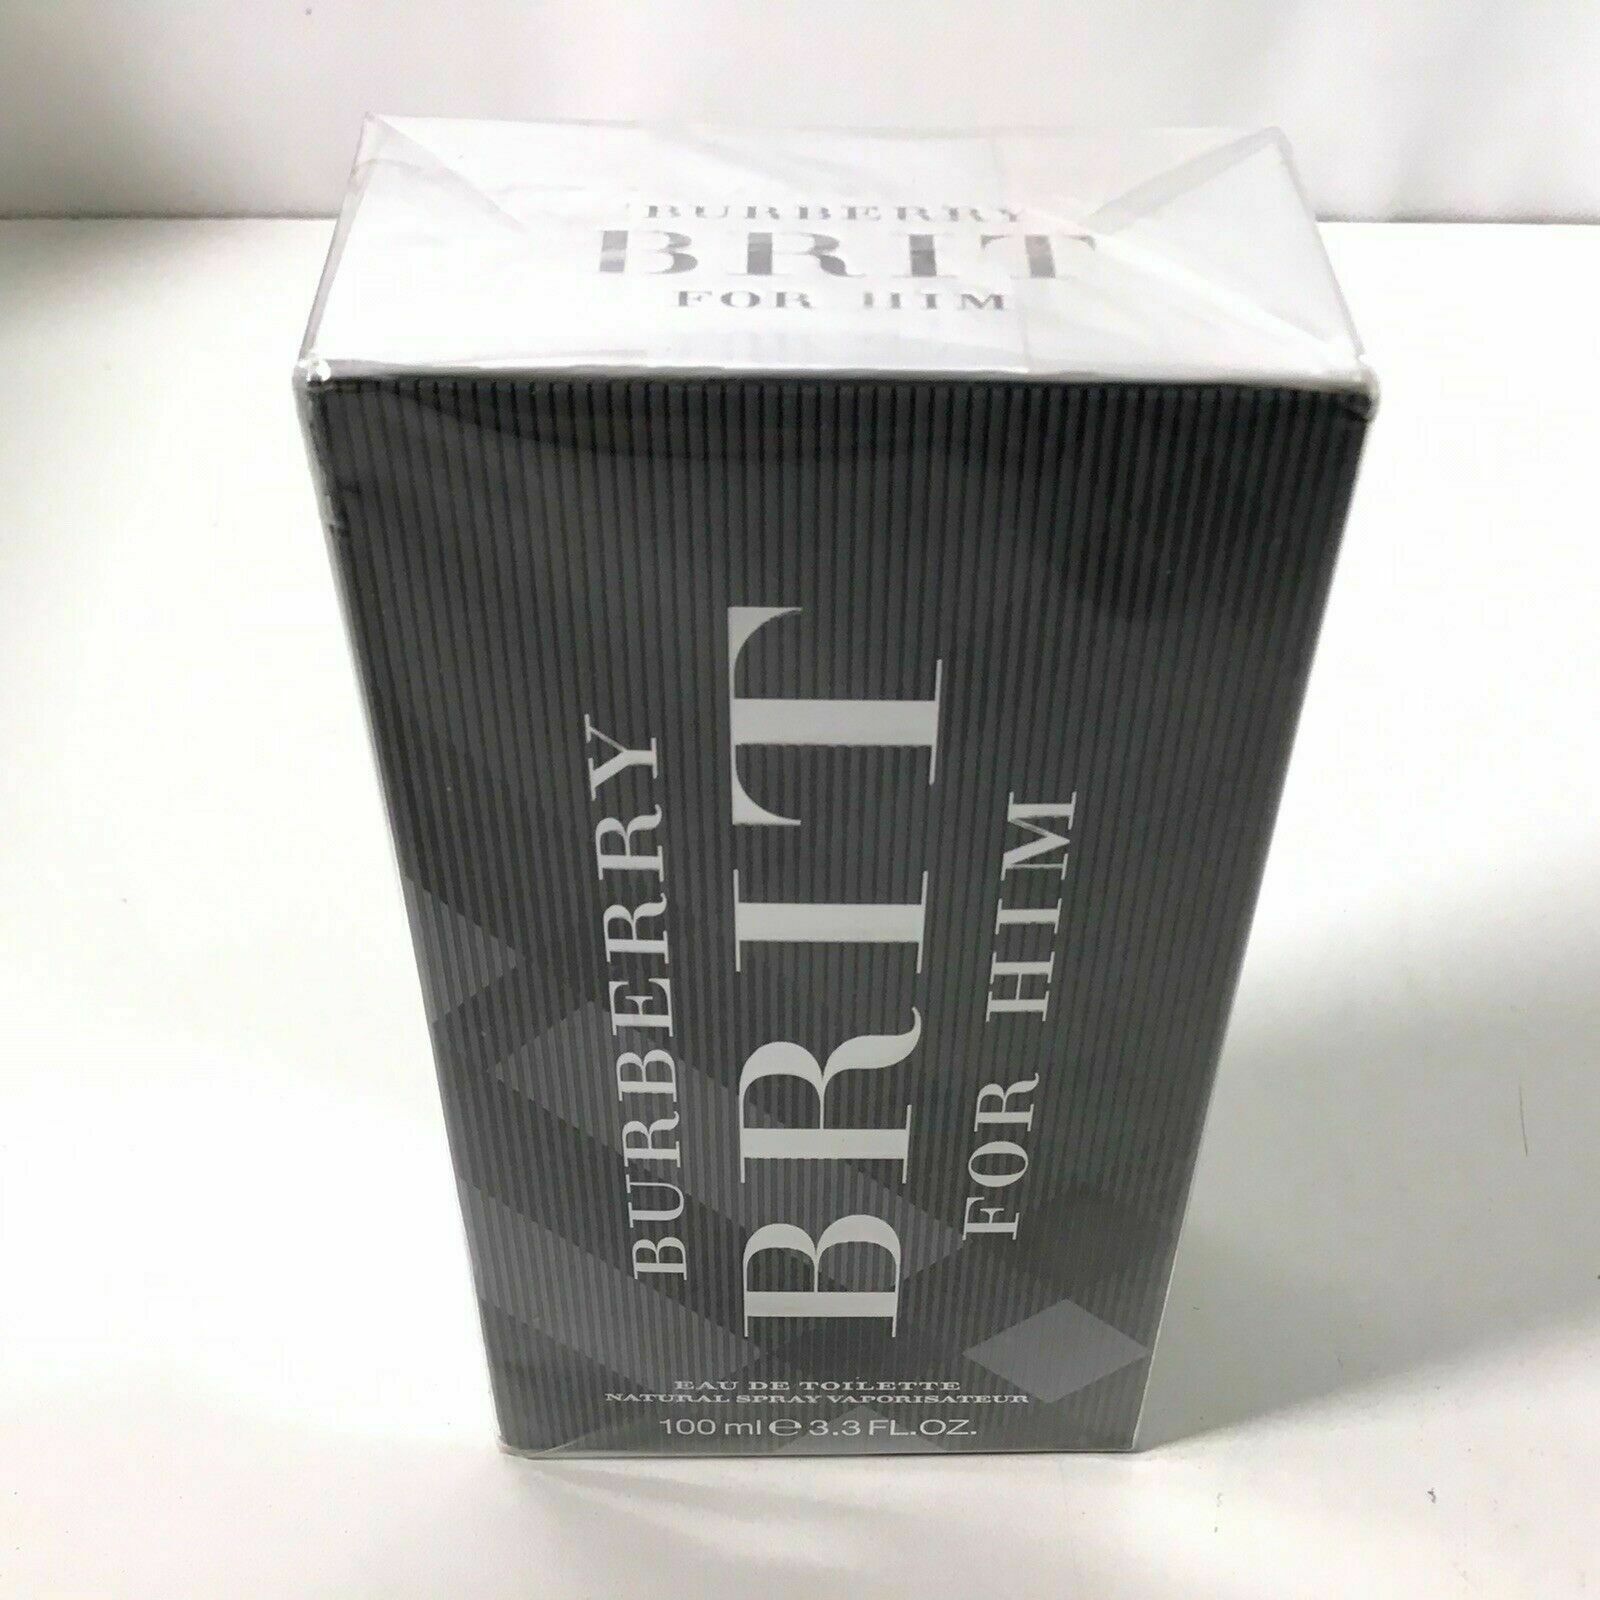 BURBERRY
BRIT
FOR HIM
BURBERRY
BRIT
FOR HIM
EAU DE TOILETTE
NATURAL SPRAY VAPORISATEUR
100 ml ℮ 3.3 FL.OZ.